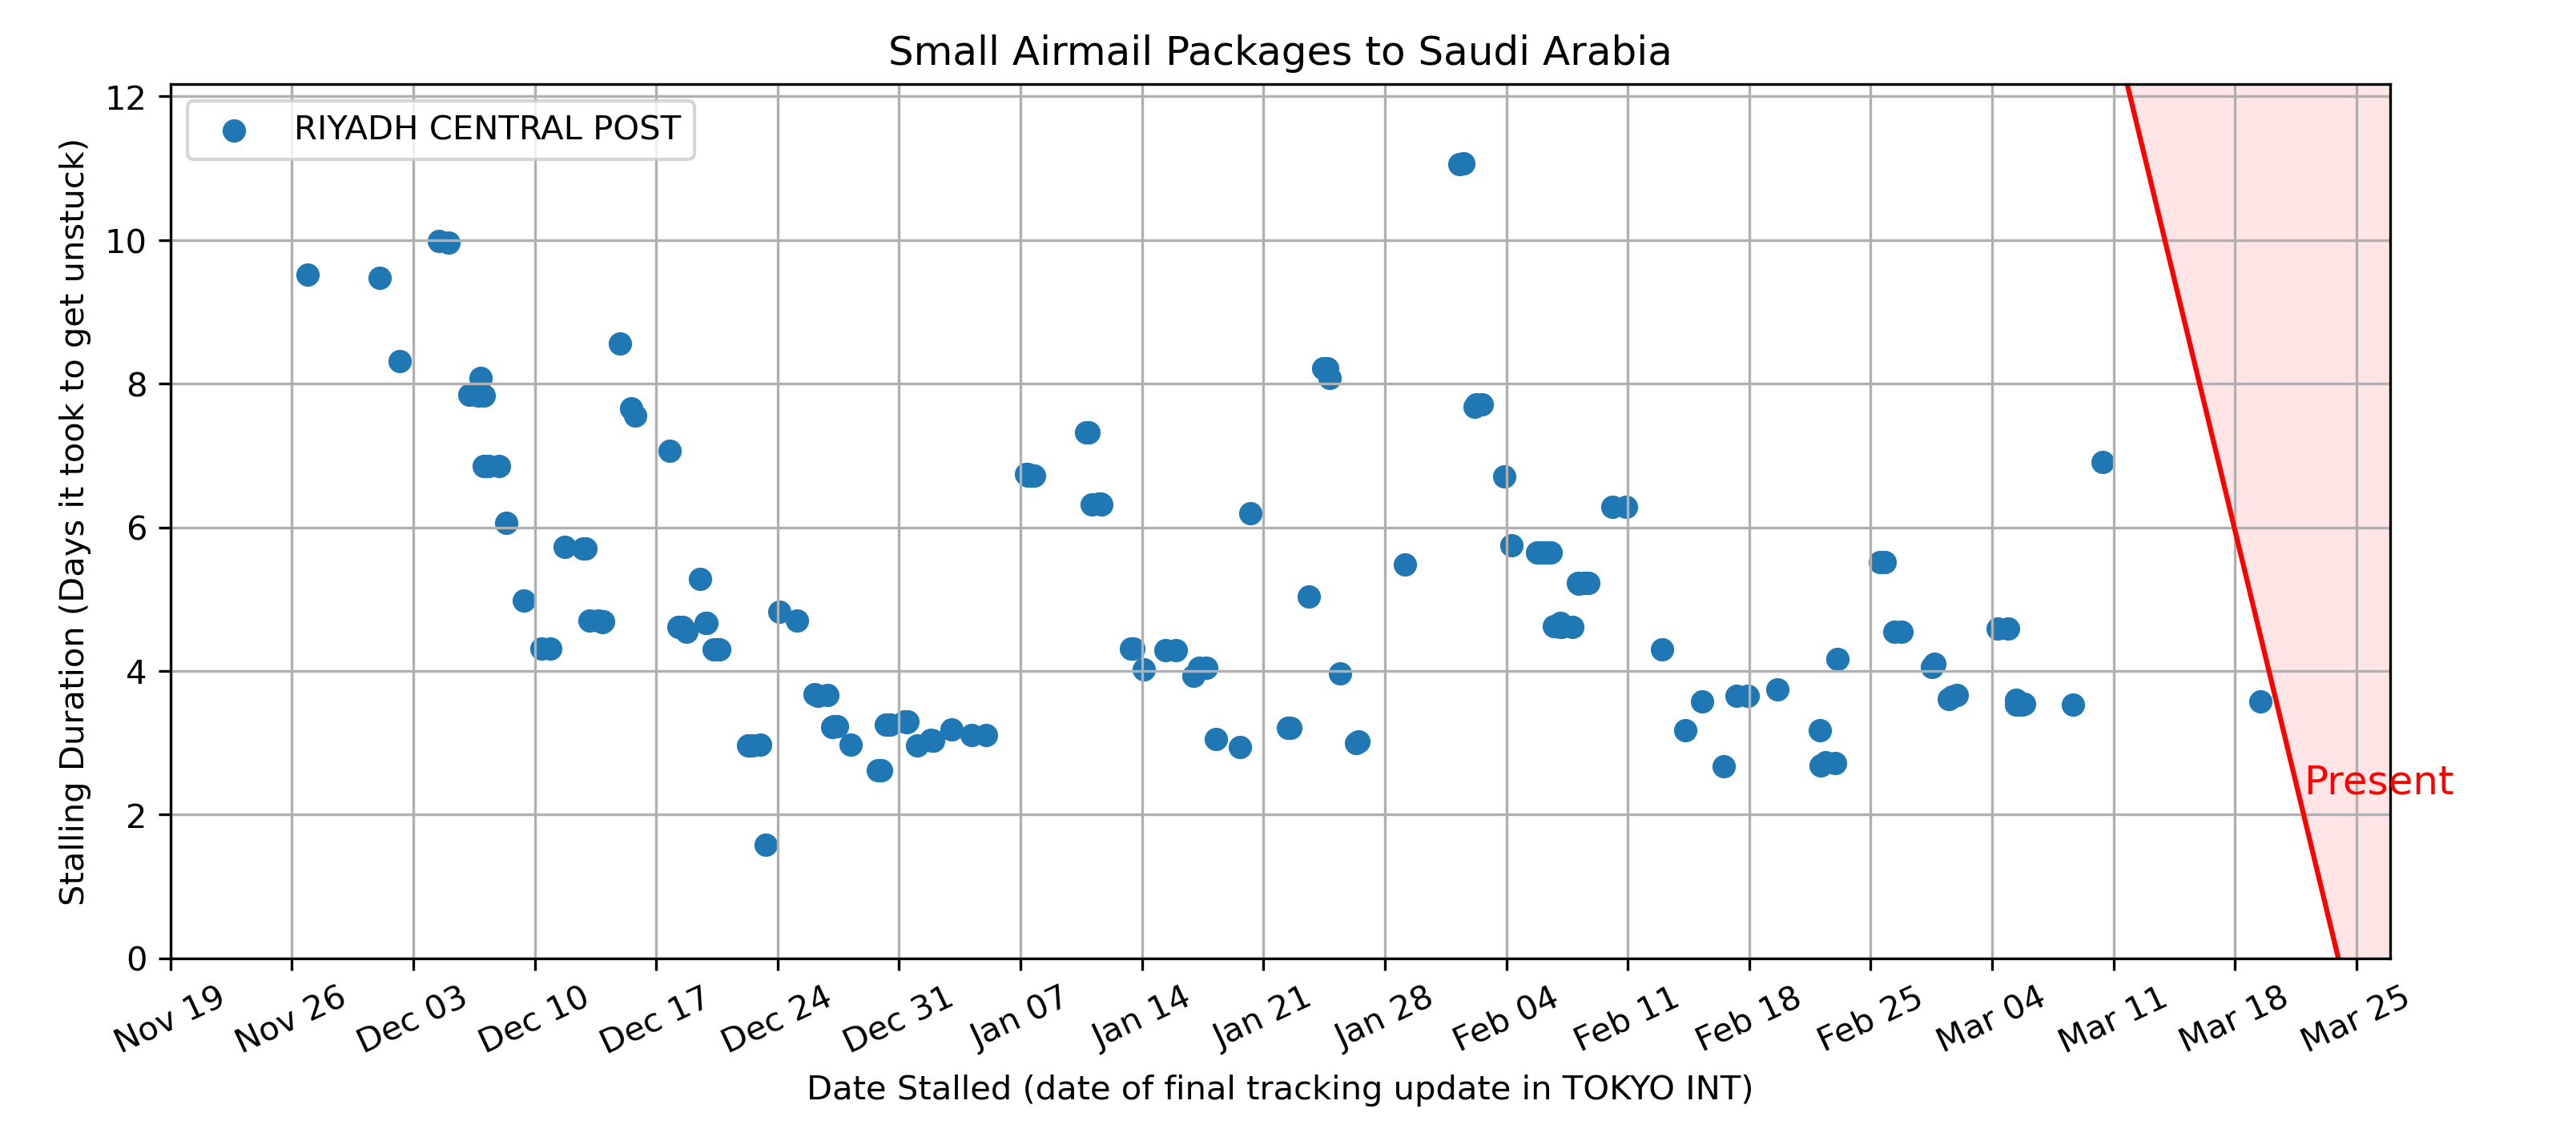 Small Airmail Packages to Saudi Arabia
RIYADH CENTRAL POST
Stalling Duration (Days it took to get unstuck)
12
10
8
6
4
2
0
Present
Nov 19
Nov 26
Dec 03
Dec 10
Dec 17
Dec 24
Dec 31
Jan 07
Jan 14
Jan 21
Jan 28
Feb 04
Feb 11
Feb 18
Feb 25
Mar 04
Mar 11
Mar 18
Mar 25
Date Stalled (date of final tracking update in TOKYO INT)